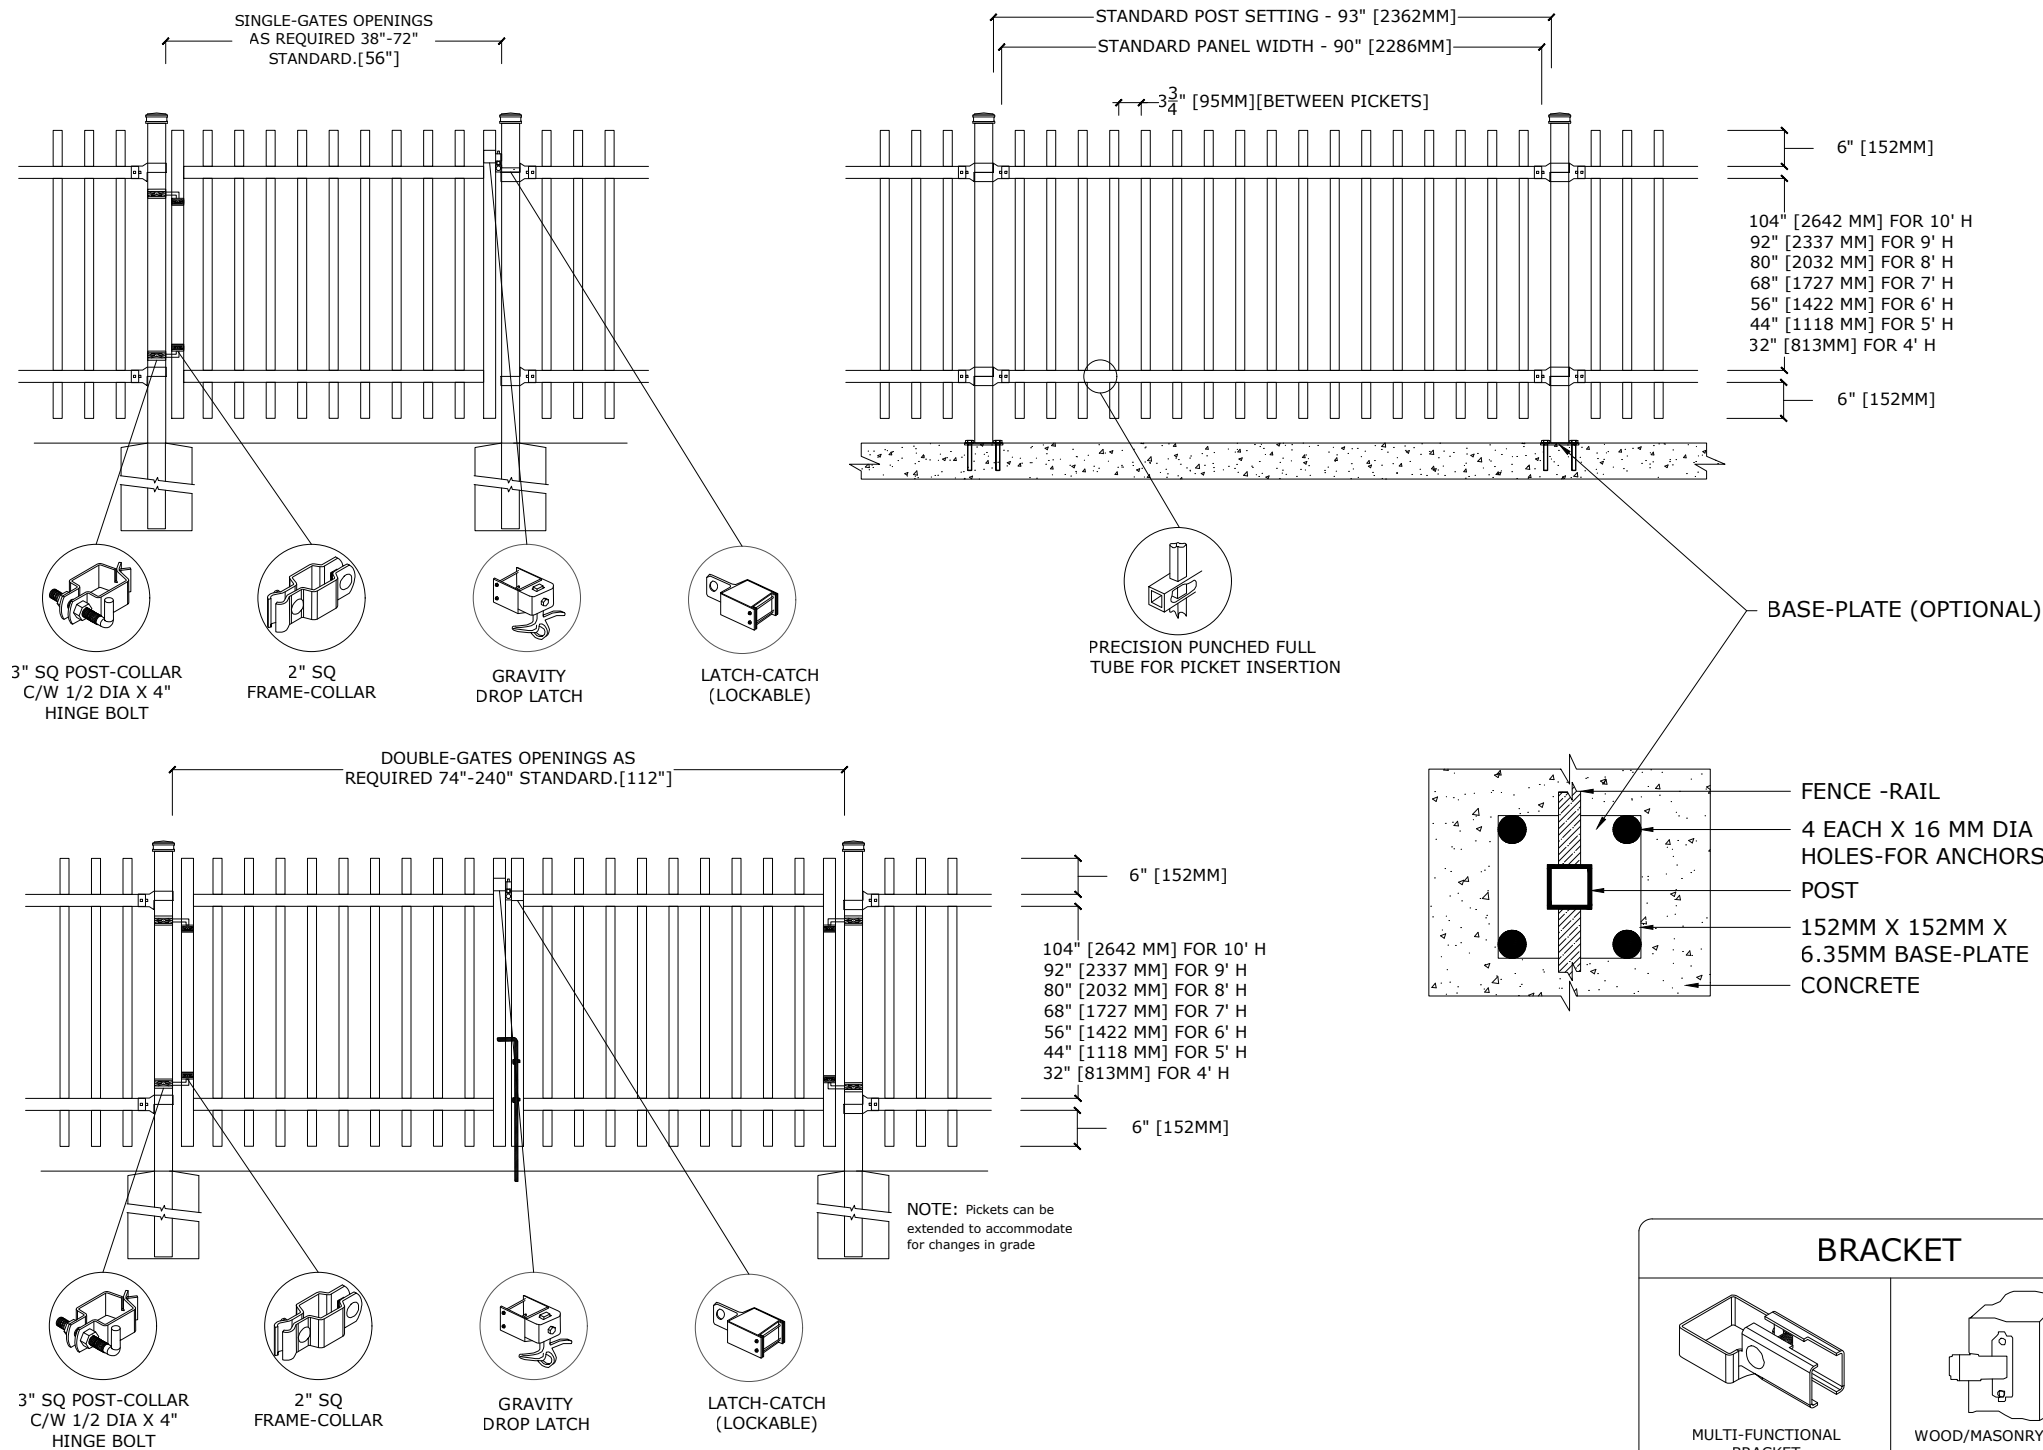 SINGLE-GATES OPENINGS
AS REQUIRED 38"-72"
STANDARD.[56"]
STANDARD POST SETTING - 93" [2362MM]
STANDARD PANEL WIDTH - 90" [2286MM]
3 3/4" [95MM][BETWEEN PICKETS]
6" [152MM]
104" [2642 MM] FOR 10' H
92" [2337 MM] FOR 9' H
80" [2032 MM] FOR 8' H
68" [1727 MM] FOR 7' H
56" [1422 MM] FOR 6' H
44" [1118 MM] FOR 5' H
32" [813MM] FOR 4' H
6" [152MM]
3" SQ POST-COLLAR
C/W 1/2 DIA X 4"
HINGE BOLT
2" SQ
FRAME-COLLAR
GRAVITY
DROP LATCH
LATCH-CATCH
(LOCKABLE)
PRECISION PUNCHED FULL
TUBE FOR PICKET INSERTION
BASE-PLATE (OPTIONAL)
FENCE -RAIL
4 EACH X 16 MM DIA
HOLES-FOR ANCHORS
POST
152MM X 152MM X
6.35MM BASE-PLATE
CONCRETE
DOUBLE-GATES OPENINGS AS
REQUIRED 74"-240" STANDARD.[112"]
6" [152MM]
104" [2642 MM] FOR 10' H
92" [2337 MM] FOR 9' H
80" [2032 MM] FOR 8' H
68" [1727 MM] FOR 7' H
56" [1422 MM] FOR 6' H
44" [1118 MM] FOR 5' H
32" [813MM] FOR 4' H
6" [152MM]
NOTE: Pickets can be
extended to accommodate
for changes in grade
3" SQ POST-COLLAR
C/W 1/2 DIA X 4"
HINGE BOLT
2" SQ
FRAME-COLLAR
GRAVITY
DROP LATCH
LATCH-CATCH
(LOCKABLE)
BRACKET
MULTI-FUNCTIONAL
BRACKET
WOOD/MASONRY